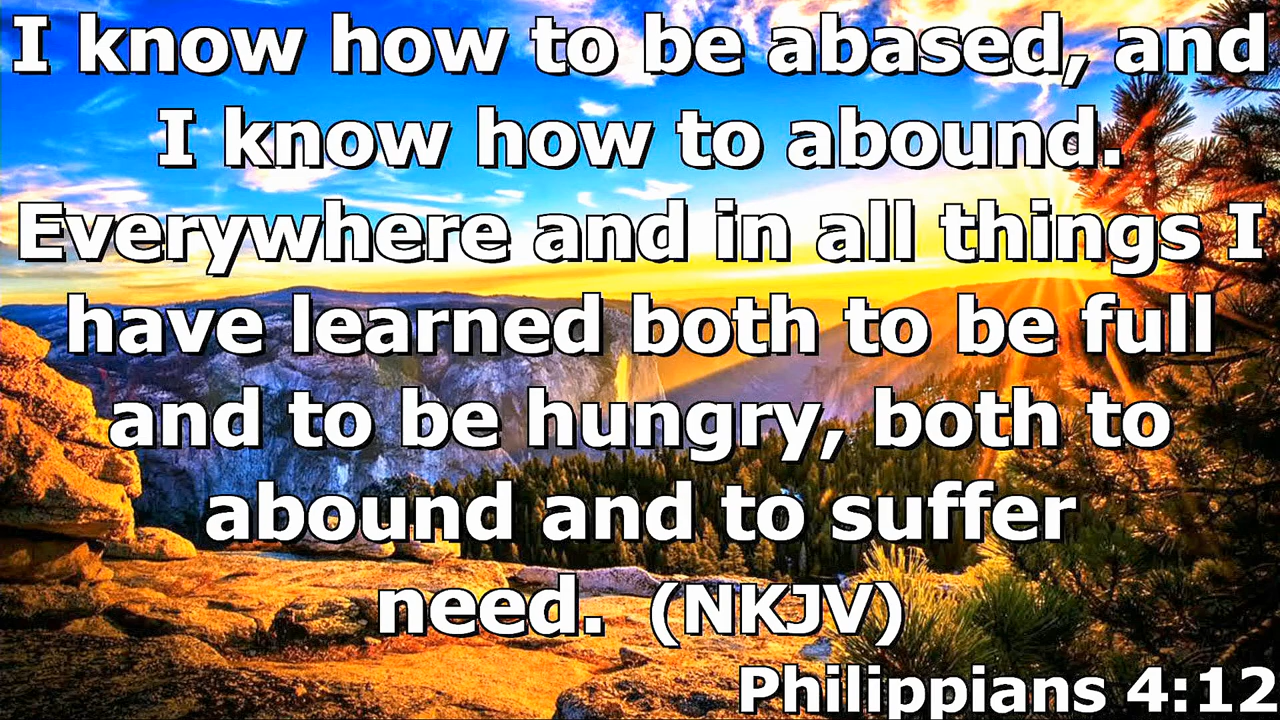 I know how to be abased, and
I know how to abound.
Everywhere and in all things I
have learned both to be full
and to be hungry, both to
abound and to suffer
need. (NKJV)
Philippians 4:12